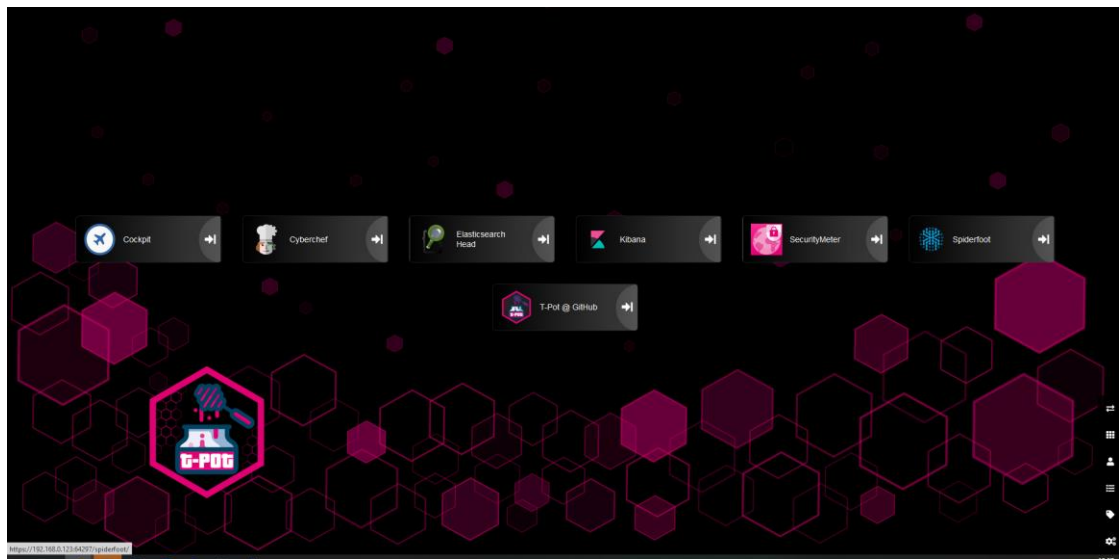 Cockpit
Cyberchef
Elasticsearch
Head
Kibana
SecurityMeter
Spiderfoot
T-Pot @ GitHub
T-POT
https://192.168.0.123:64297/spiderfoot/